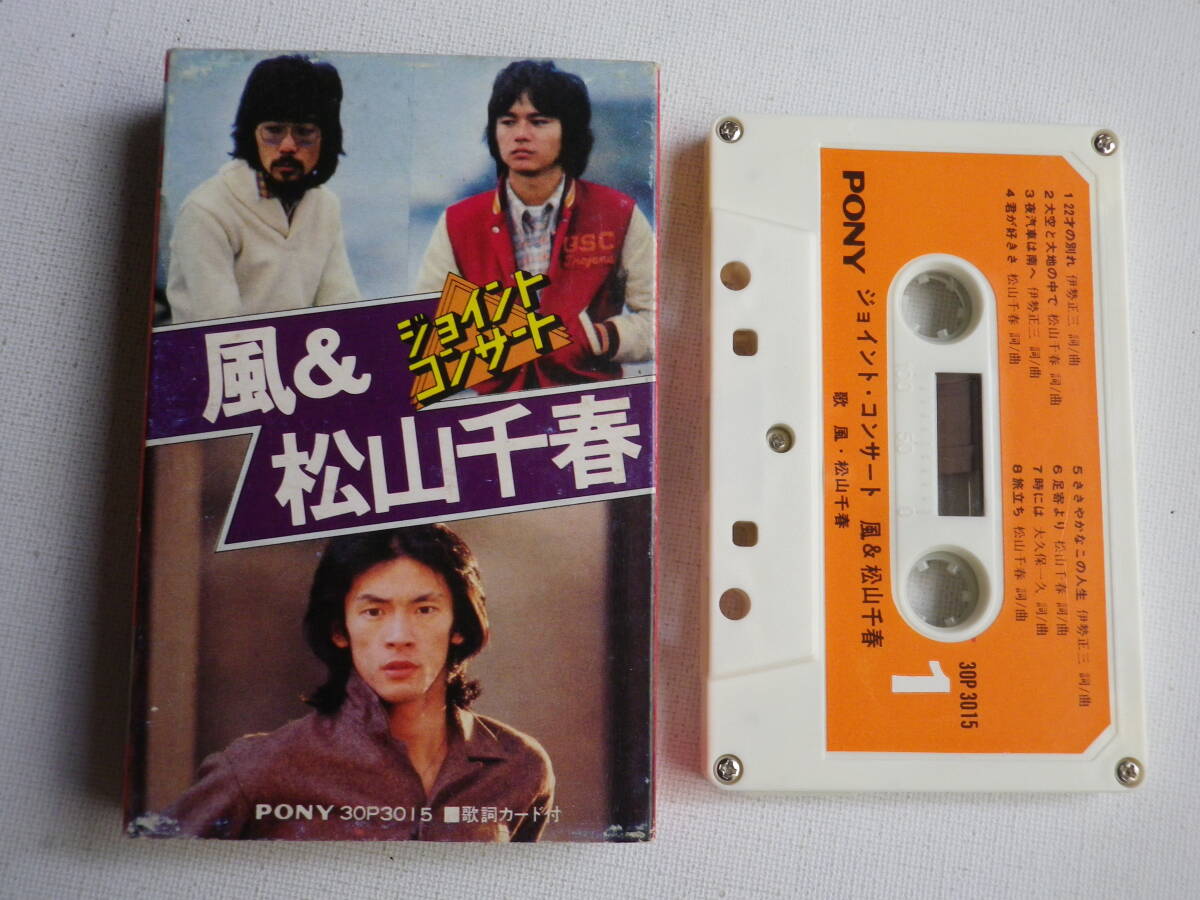 USC
Trojans
ジョイント
コンサート
風&
松山千春
PONY 30P3015 ■歌詞カード付
PONY ジョイント・コンサート 風&松山千春
歌 風・松山千春
1 22才の別れ 伊勢正三 詞/曲
2 大空と大地の中で 松山千春 詞/曲
3 夜汽車は南へ 伊勢正三 詞/曲
4 君が好きさ 松山千春 詞/曲
5 ささやかなこの人生 伊勢正三 詞/曲
6 足寄より 松山千春 詞/曲
7 時には 大久保一久 詞/曲
8 旅立ち 松山千春 詞/曲
30P 3015
1
100
50
0